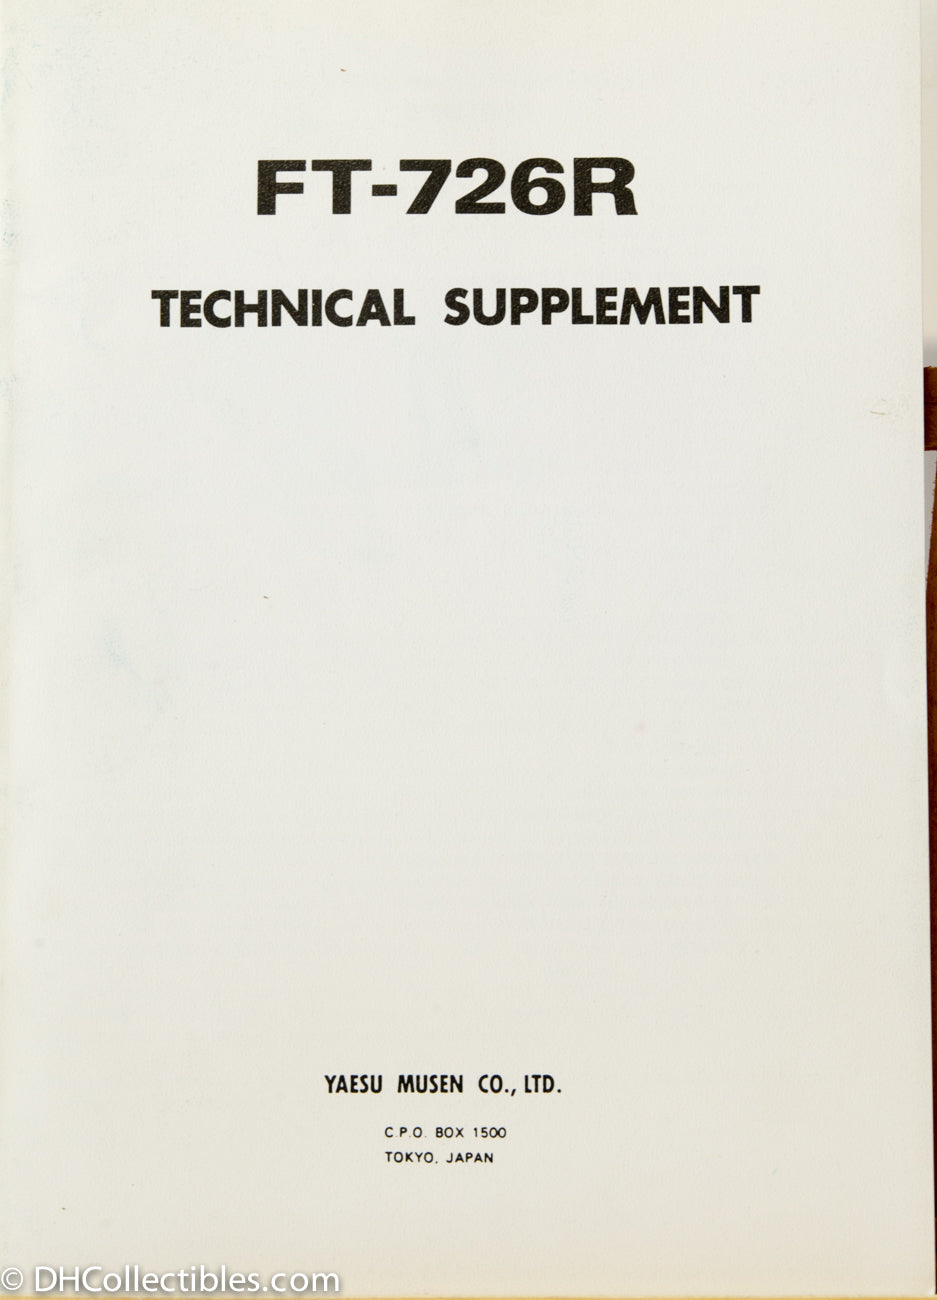 FT-726R
TECHNICAL SUPPLEMENT
YAESU MUSEN CO., LTD.
C.P.O. BOX 1500
TOKYO, JAPAN
© DHCollectibles.com